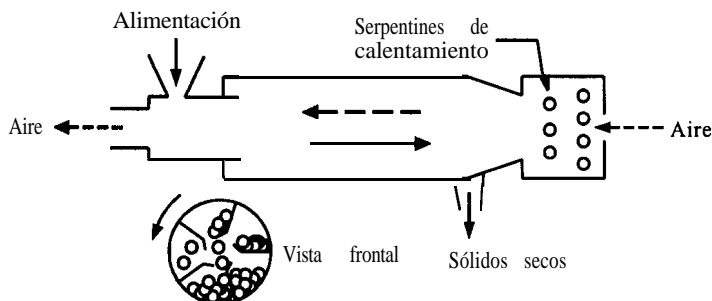 Alimentación
Serpentines de
calentamiento
Aire
Aire
Vista frontal
Sólidos secos